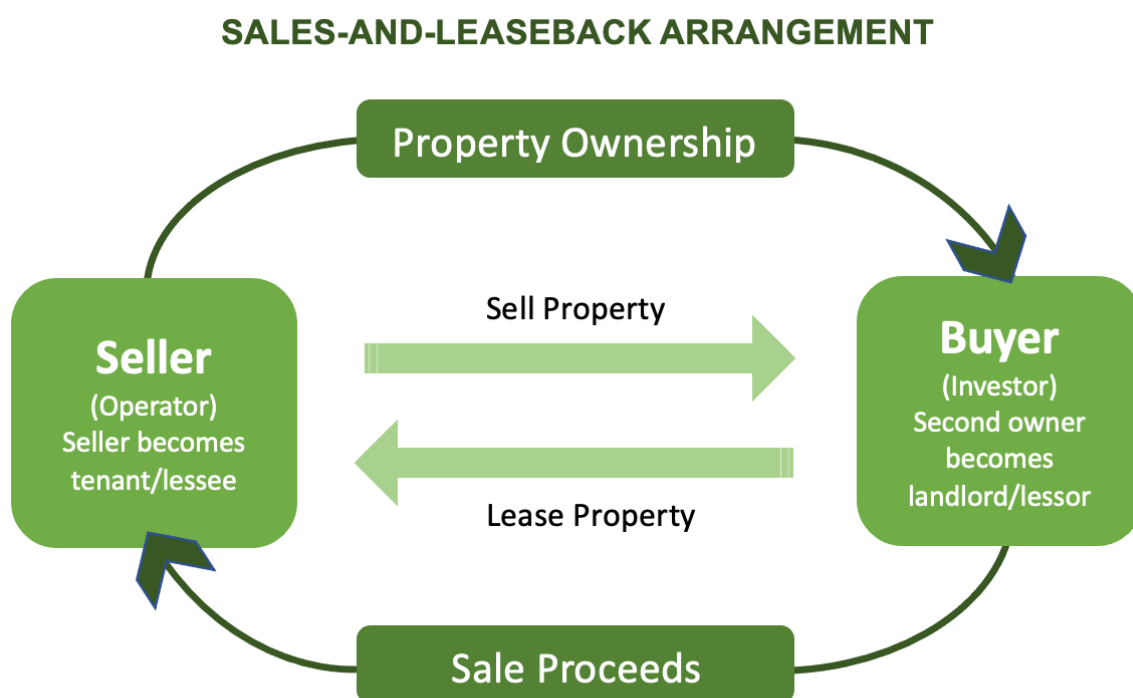 SALES-AND-LEASEBACK ARRANGEMENT
Property Ownership
Seller
(Operator)
Seller becomes
tenant/lessee
Sell Property
Lease Property
Buyer
(Investor)
Second owner
becomes
landlord/lessor
Sale Proceeds